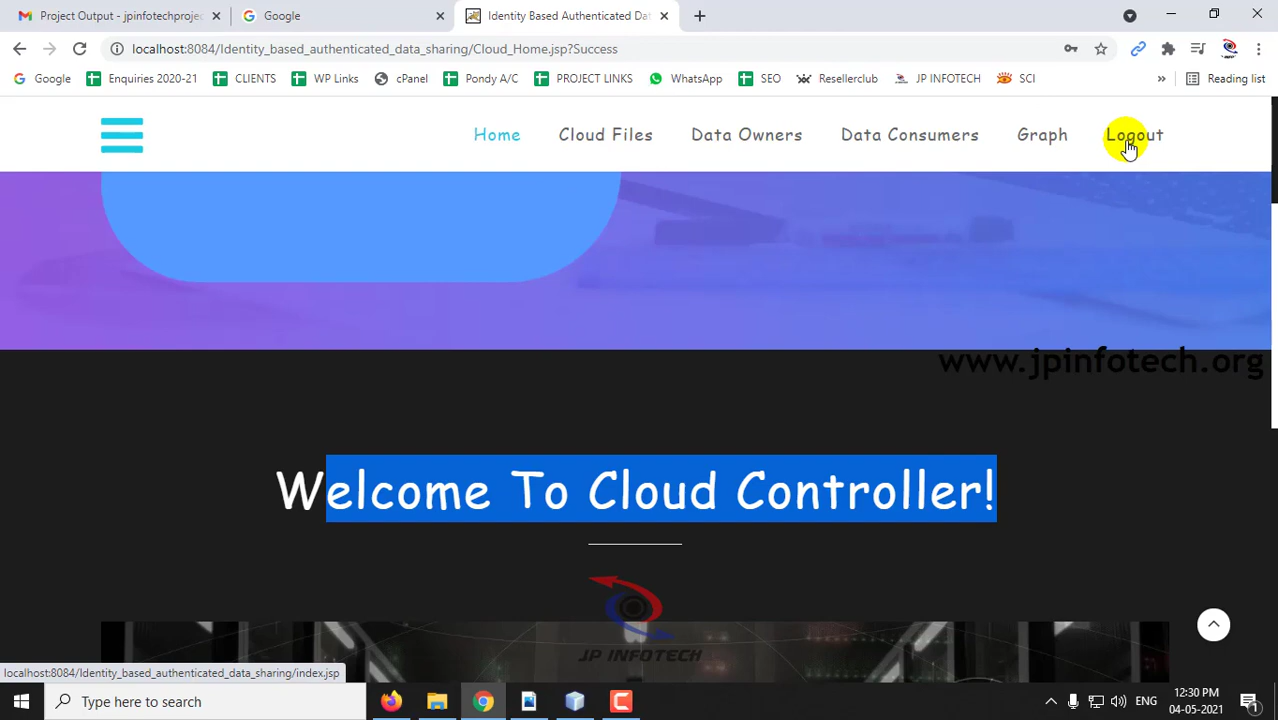 Project Output - jpinfotechproje
Google
Identity Based Authenticated Da
localhost:8084/Identity_based_authenticated_data_sharing/Cloud_Home.jsp?Success
Google
Enquiries 2020-21
CLIENTS
WP Links
cPanel
Pondy A/C
PROJECT LINKS
WhatsApp
SEO
Resellerclub
JP INFOTECH
SCI
»
Reading list
Home
Cloud Files
Data Owners
Data Consumers
Graph
Logout
www.jpinfotech.org
Welcome To Cloud Controller!
JP INFOTECH
localhost:8084/Identity_based_authenticated_data_sharing/index.jsp
Type here to search
ENG
12:30 PM
04-05-2021
1